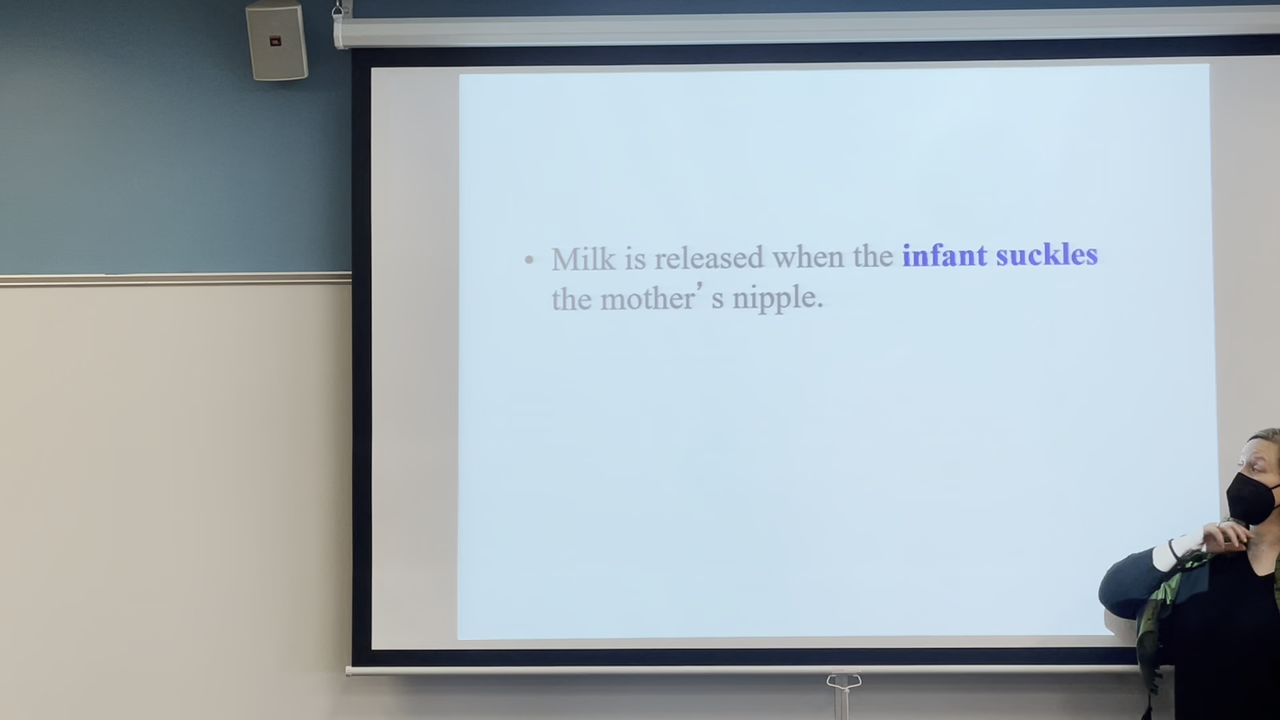 • Milk is released when the infant suckles
the mother’ s nipple.